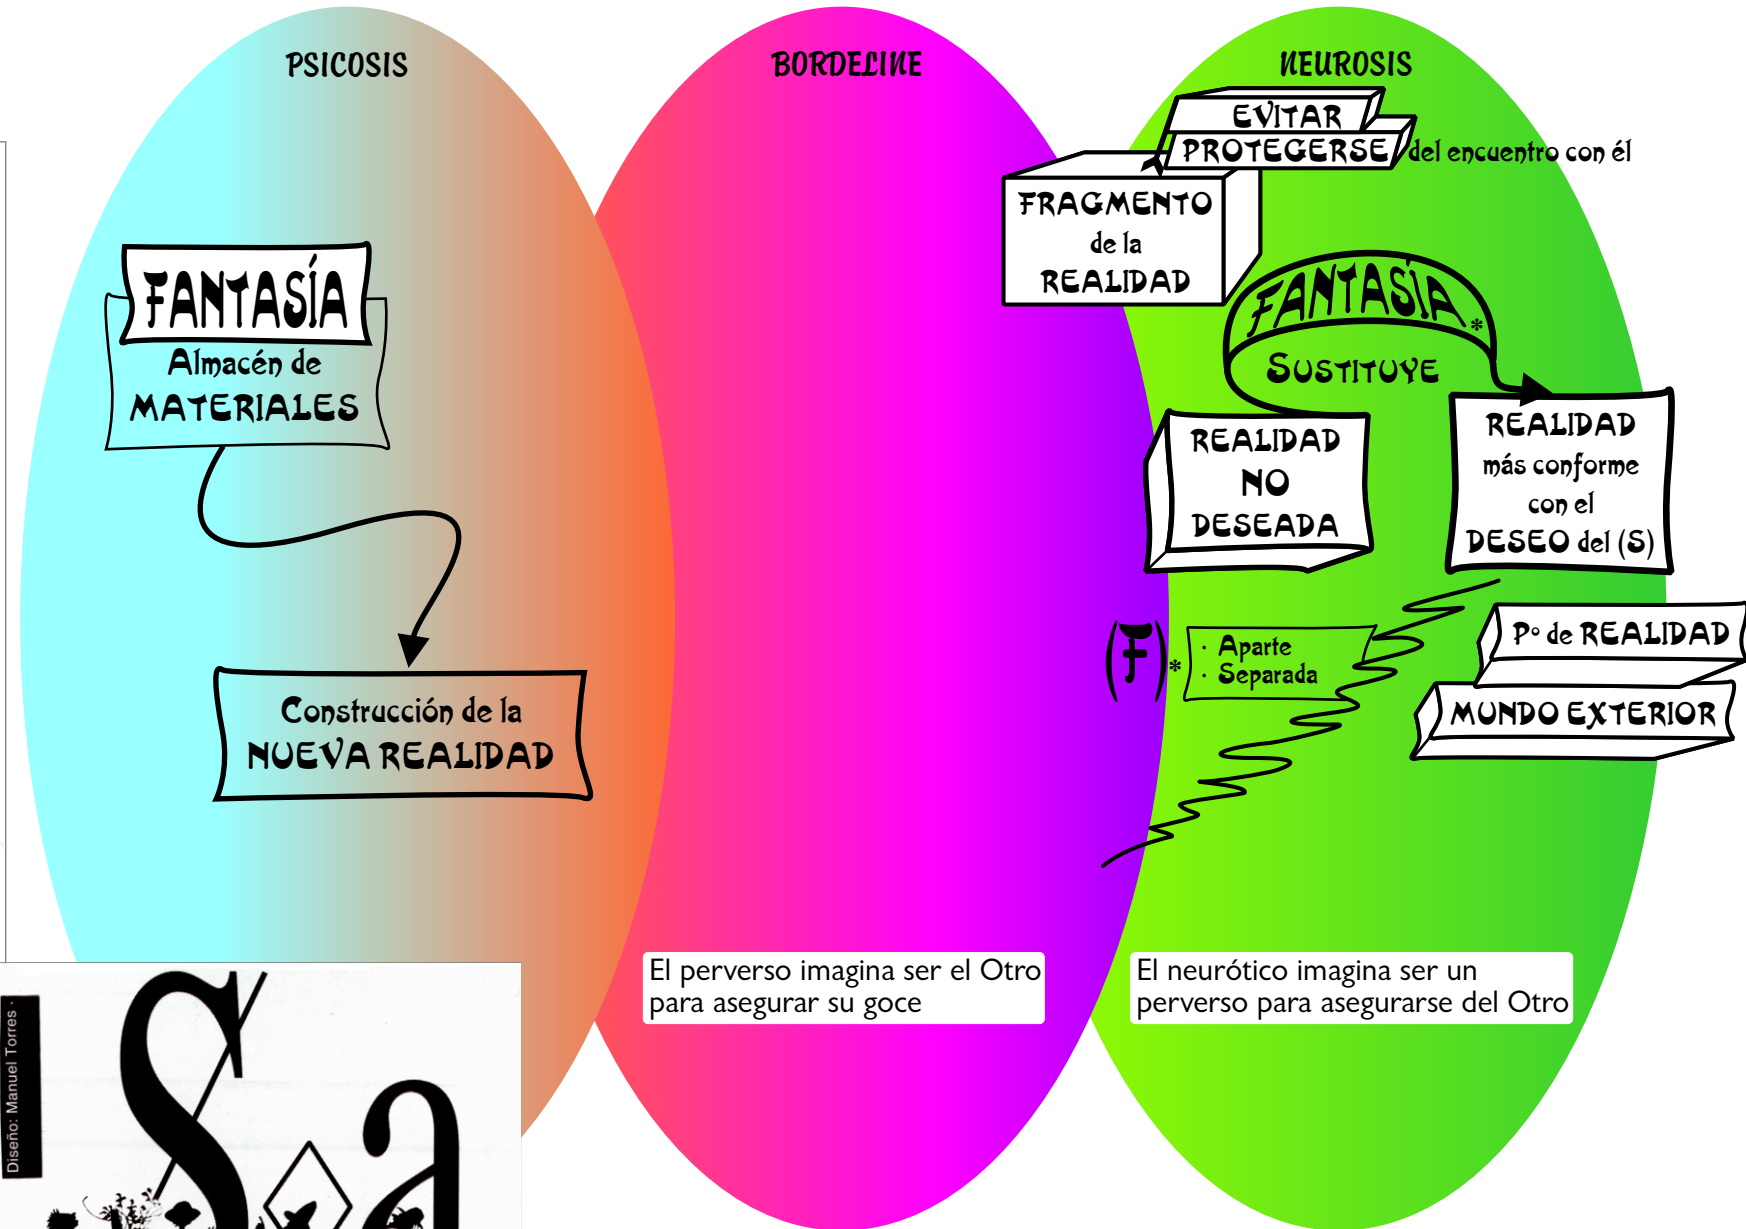 PSICOSIS
FANTASÍA
Almacén de
MATERIALES
Construcción de la
NUEVA REALIDAD
BORDELINE
El perverso imagina ser el Otro
para asegurar su goce
NEUROSIS
EVITAR
PROTEGERSE del encuentro con él
FRAGMENTO
de la
REALIDAD
FANTASÍA *
SUSTITUYE
REALIDAD
NO
DESEADA
REALIDAD
más conforme
con el
DESEO del (S)
(F) *
· Aparte
· Separada
Pº de REALIDAD
MUNDO EXTERIOR
El neurótico imagina ser un
perverso para asegurarse del Otro
Diseño: Manuel Torres ·
S ◊ a